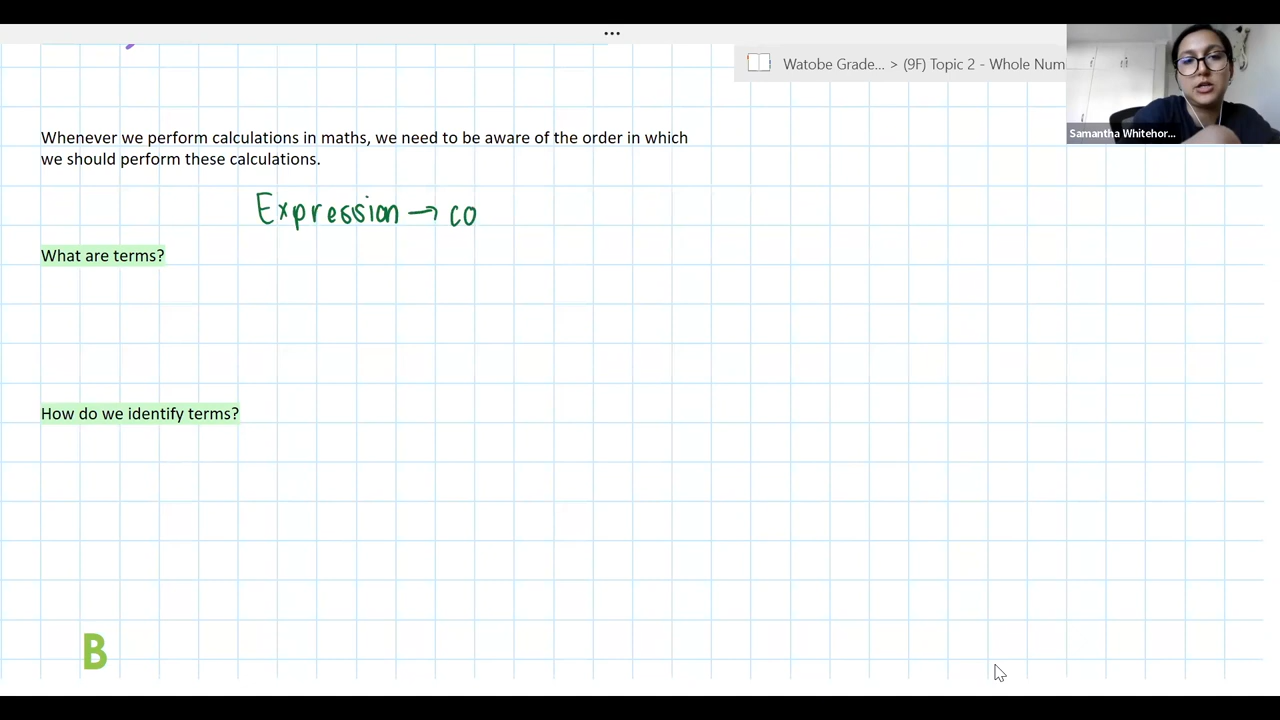 ...
Watobe Grade... > (9F) Topic 2 - Whole Num
Samantha Whitehor...
Whenever we perform calculations in maths, we need to be aware of the order in which
we should perform these calculations.
Expression → co
What are terms?
How do we identify terms?
B